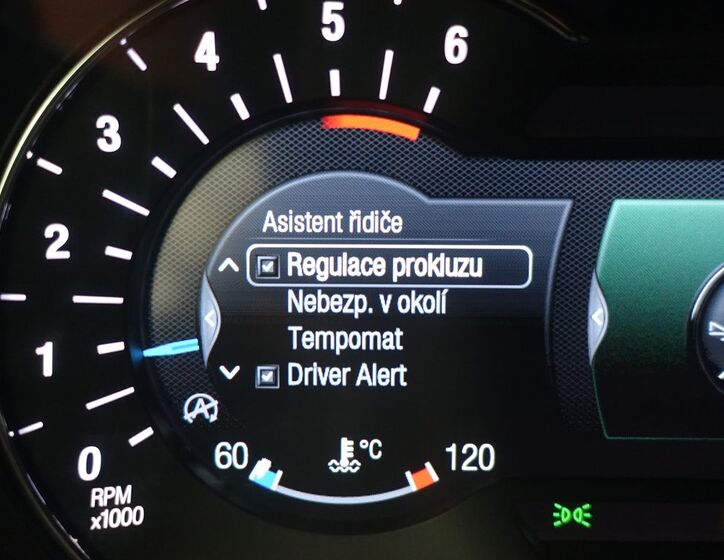 5
4
6
3
2
1
0
RPM
x1000
Asistent řidiče
Regulace prokluzu
Nebezp. v okolí
Tempomat
Driver Alert
A
60
°C
120